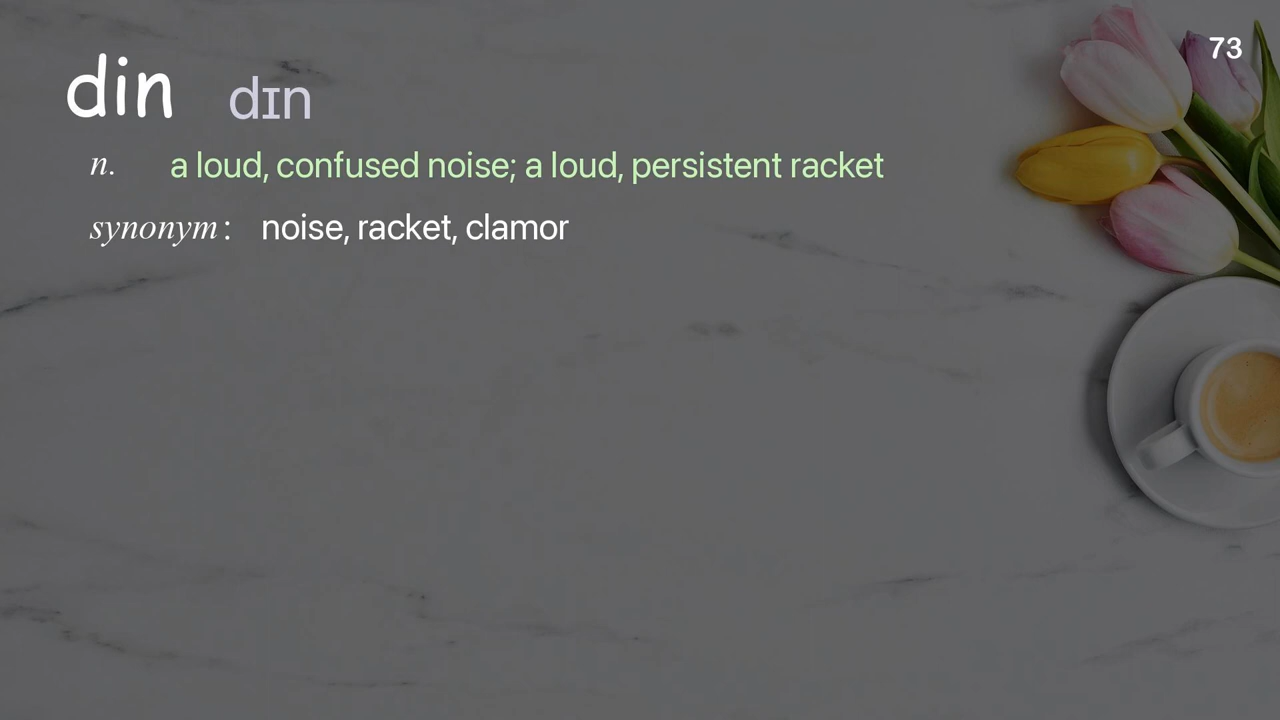 73
din dɪn
n. a loud, confused noise; a loud, persistent racket
synonym: noise, racket, clamor